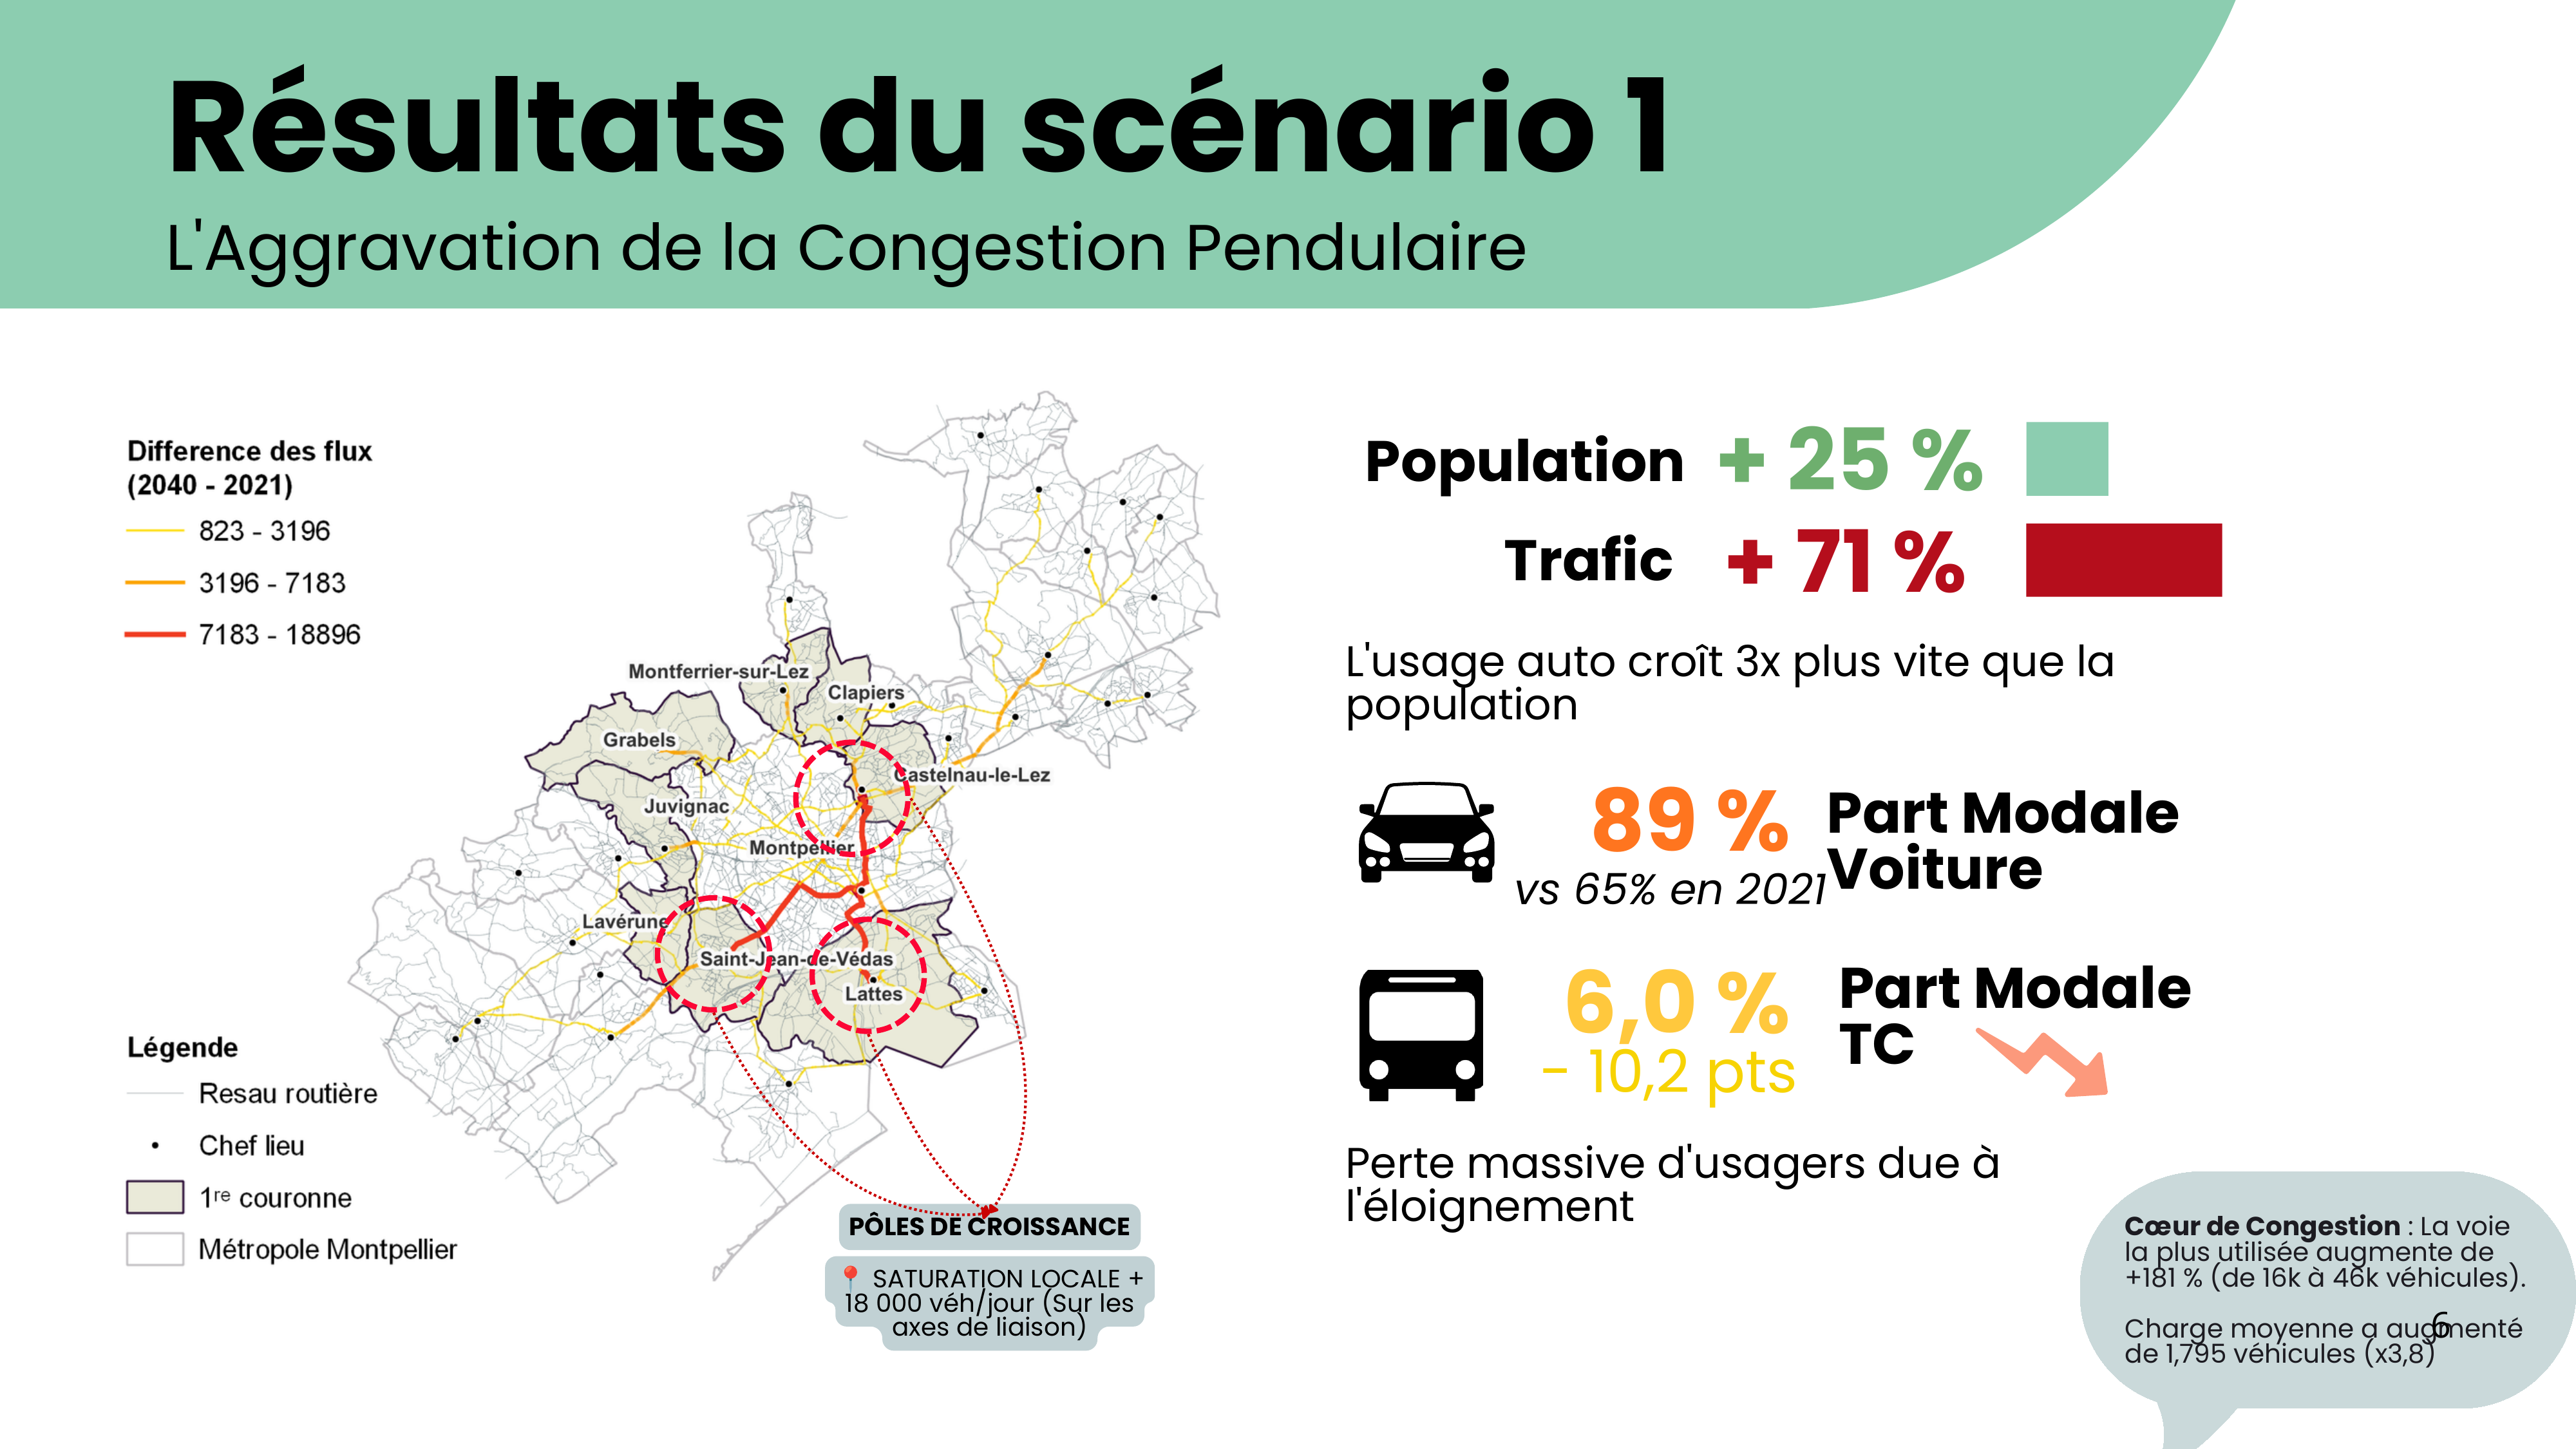 Résultats du scénario 1
L'Aggravation de la Congestion Pendulaire
Difference des flux
(2040 - 2021)
823 - 3196
3196 - 7183
7183 - 18896
Montferrier-sur-Lez
Clapiers
Grabels
Castelnau-le-Lez
Juvignac
Montpellier
Lavérune
Saint-Jean-de-Védas
Lattes
Légende
Resau routière
Chef lieu
1re couronne
Métropole Montpellier
PÔLES DE CROISSANCE
📍 SATURATION LOCALE +
18 000 véh/jour (Sur les
axes de liaison)
Population + 25 %
Trafic + 71 %
L'usage auto croît 3x plus vite que la
population
89 %
vs 65% en 2021
Part Modale
Voiture
6,0 %
- 10,2 pts
Part Modale
TC
Perte massive d'usagers due à
l'éloignement
Cœur de Congestion : La voie
la plus utilisée augmente de
+181 % (de 16k à 46k véhicules).
Charge moyenne a augmenté
de 1,795 véhicules (x3,8)
6